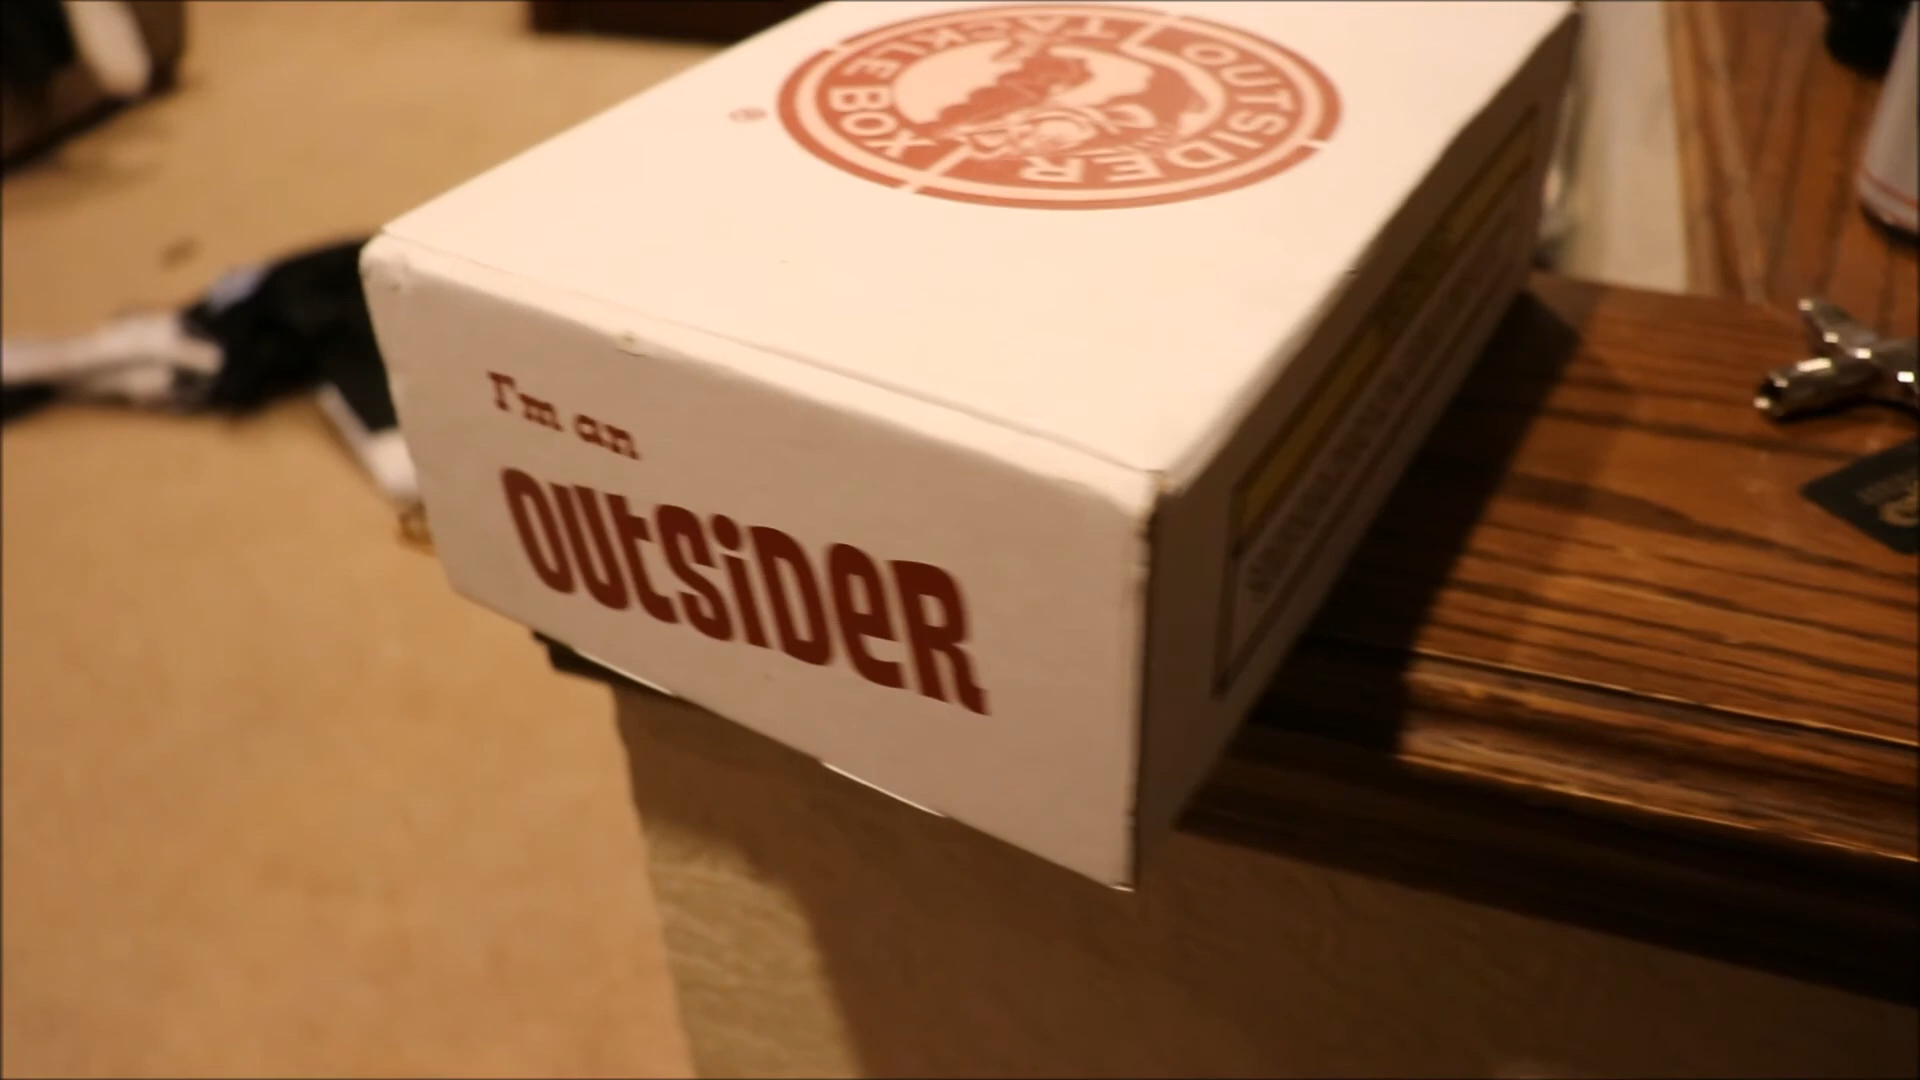 OUTSIDER
TACKLE BOX
®
I'm an
OUTSIDER